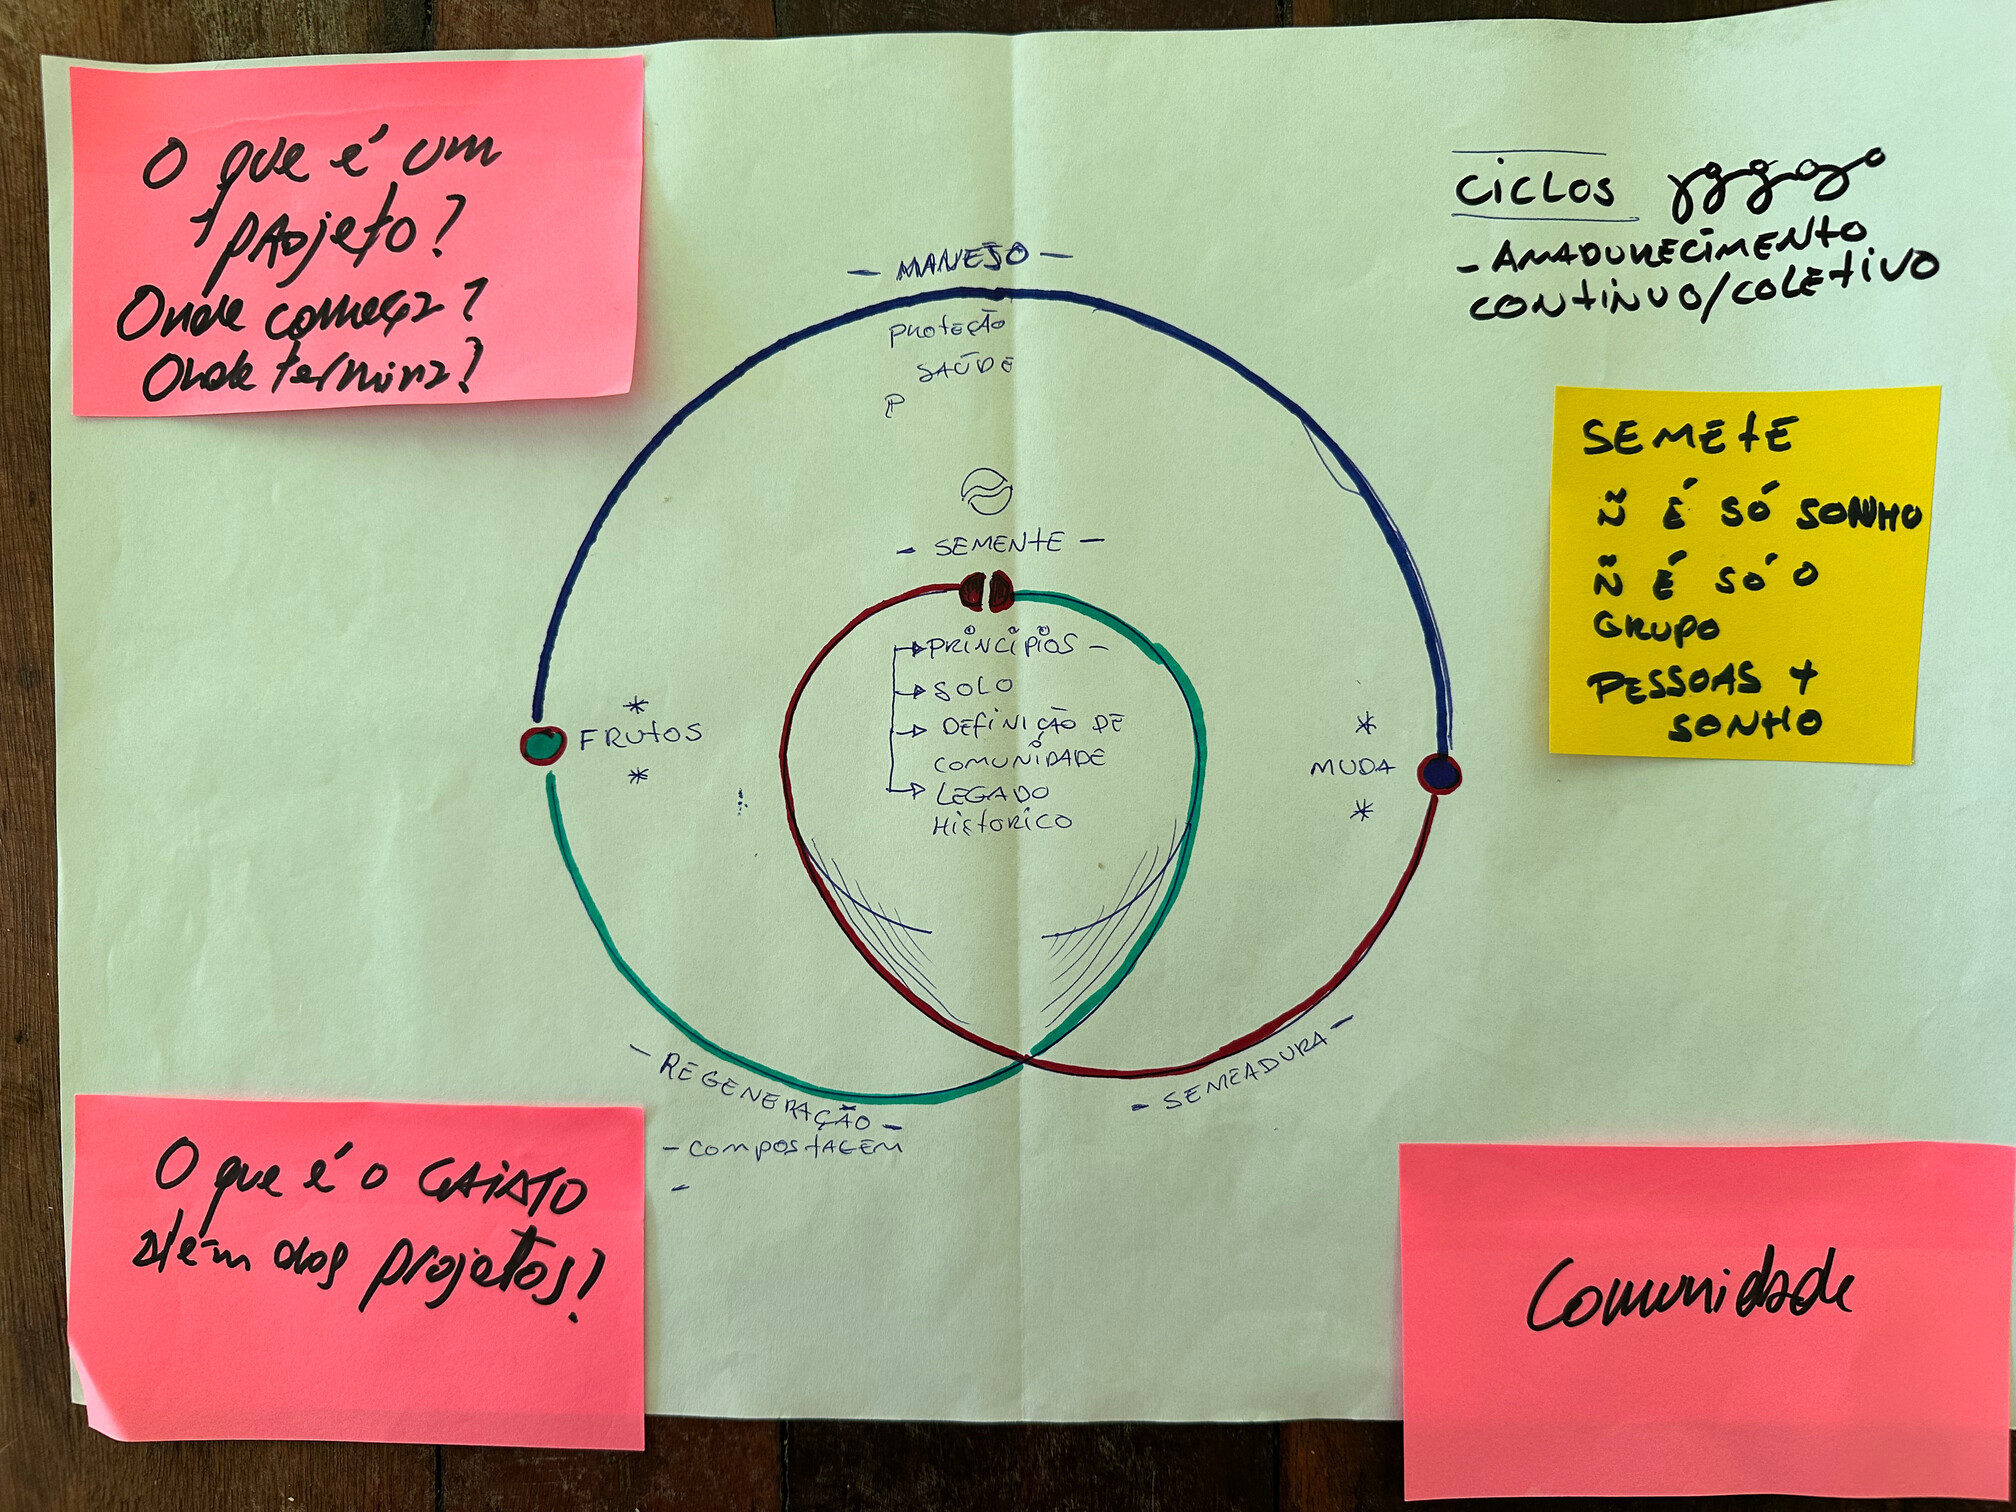 O que é um
projeto?
Onde começa?
Onde termina?
CICLOS
- AMADURECIMENTO
CONTINUO/COLETIVO
- MANEJO -
PROTEÇÃO
SAÚDE
P
SEMETE
Ñ É SÓ SONHO
Ñ É SÓ O
GRUPO
PESSOAS +
SONHO
- SEMENTE -
PRINCIPIOS -
SOLO
DEFINIÇÃO DE
COMUNIDADE
LEGADO
HISTORICO
*
FRUTOS
*
*
MUDA
*
- REGENERAÇÃO -
- COMPOSTAGEM
-
- SEMEADURA -
O que é o GAIATO
além dos projetos?
Comunidade